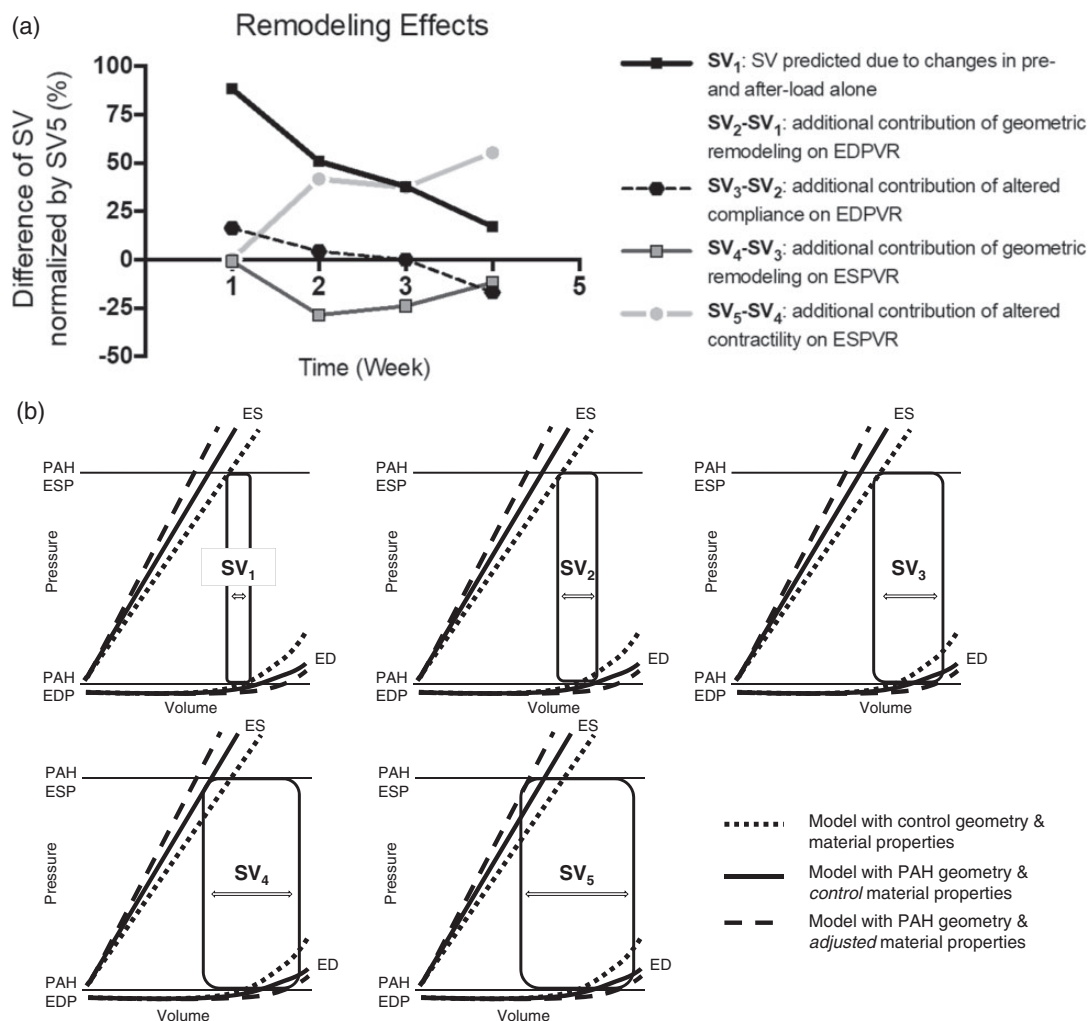 (a)
Remodeling Effects
Difference of SV
normalized by SV5 (%)
100
75
50
25
0
-25
-50
1
2
3
4
5
Time (Week)
SV1: SV predicted due to changes in pre-
and after-load alone
SV2-SV1: additional contribution of geometric
remodeling on EDPVR
SV3-SV2: additional contribution of altered
compliance on EDPVR
SV4-SV3: additional contribution of geometric
remodeling on ESPVR
SV5-SV4: additional contribution of altered
contractility on ESPVR
(b)
ES
PAH
ESP
Pressure
SV1
PAH
EDP
Volume
ES
PAH
ESP
Pressure
SV2
PAH
EDP
Volume
PAH
ESP
Pressure
SV3
ED
PAH
EDP
Volume
ES
PAH
ESP
Pressure
SV4
ED
PAH
EDP
Volume
ES
PAH
ESP
Pressure
SV5
ED
PAH
EDP
Volume
ES
ED
Model with control geometry &
material properties
Model with PAH geometry &
control material properties
Model with PAH geometry &
adjusted material properties